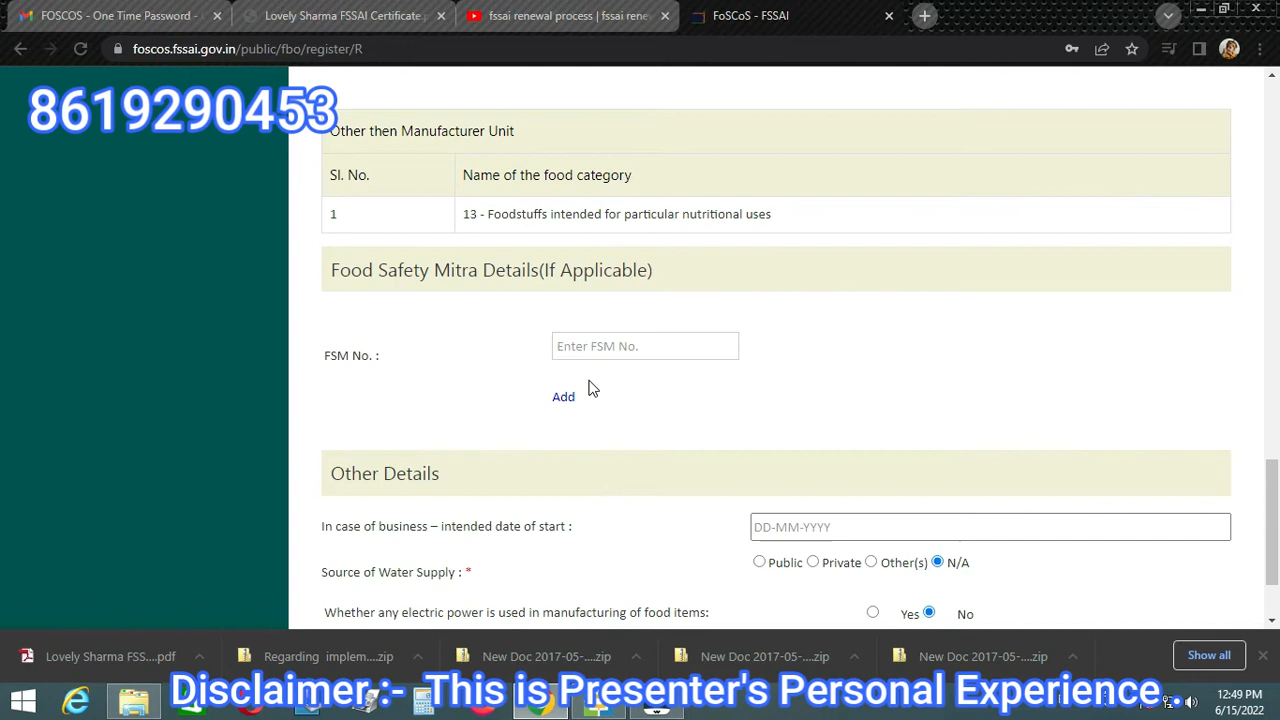 FOSCOS - One Time Password - Lovely Sharma FSSAI Certificate. fssai renewal process | fssai rene FoSCoS - FSSAI
foscos.fssai.gov.in/public/fbo/register/R
8619290453
Other then Manufacturer Unit
Sl. No. Name of the food category
1 13 - Foodstuffs intended for particular nutritional uses
Food Safety Mitra Details(If Applicable)
FSM No. : Enter FSM No.
Add
Other Details
In case of business – intended date of start : DD-MM-YYYY
Source of Water Supply : * Public Private Other(s) N/A
Whether any electric power is used in manufacturing of food items: Yes No
Lovely Sharma FSS....pdf Regarding implem....zip New Doc 2017-05-....zip New Doc 2017-05-....zip New Doc 2017-05-....zip Show all
Disclaimer :- This is Presenter's Personal Experience .
12:49 PM
6/15/2022